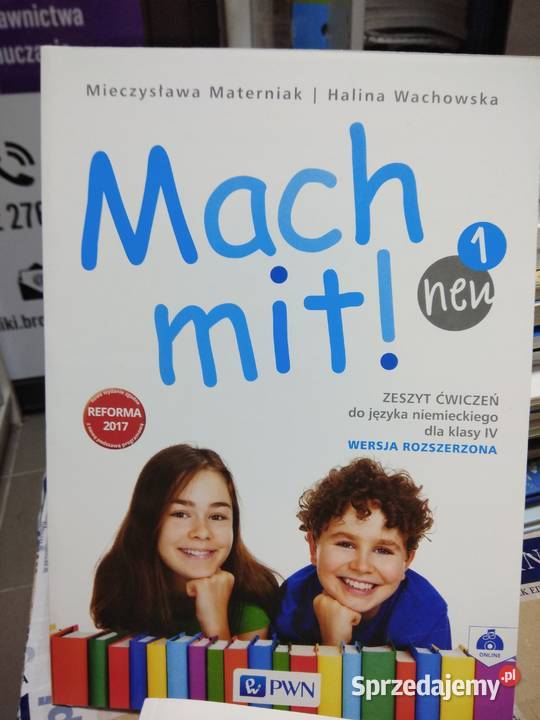 awnictwa
Mieczysława Materniak | Halina Wachowska
Mach
mit!
1
neu
ZESZYT ĆWICZEŃ
do języka niemieckiego
dla klasy IV
WERSJA ROZSZERZONA
REFORMA
2017
ONLINE
PWN
Sprzedajemy.pl